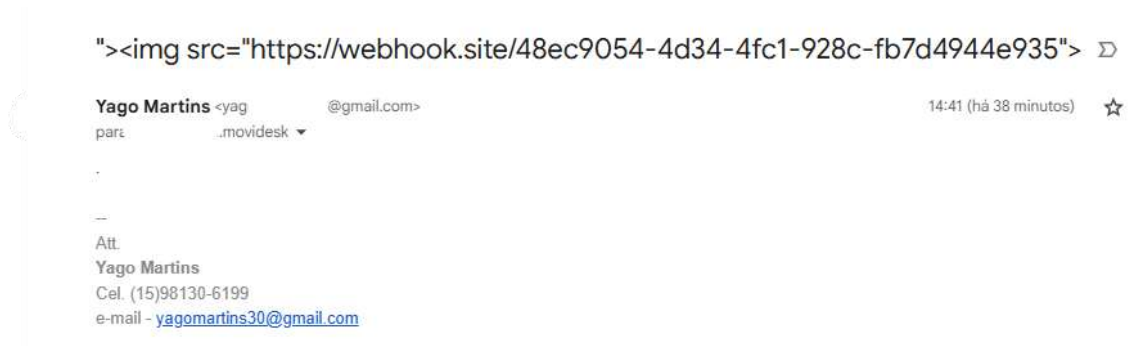 "><img src="https://webhook.site/48ec9054-4d34-4fc1-928c-fb7d4944e935">
Yago Martins <yag @gmail.com> 14:41 (há 38 minutos)
para .movidesk
.
--
Att.
Yago Martins
Cel. (15)98130-6199
e-mail - yagomartins30@gmail.com